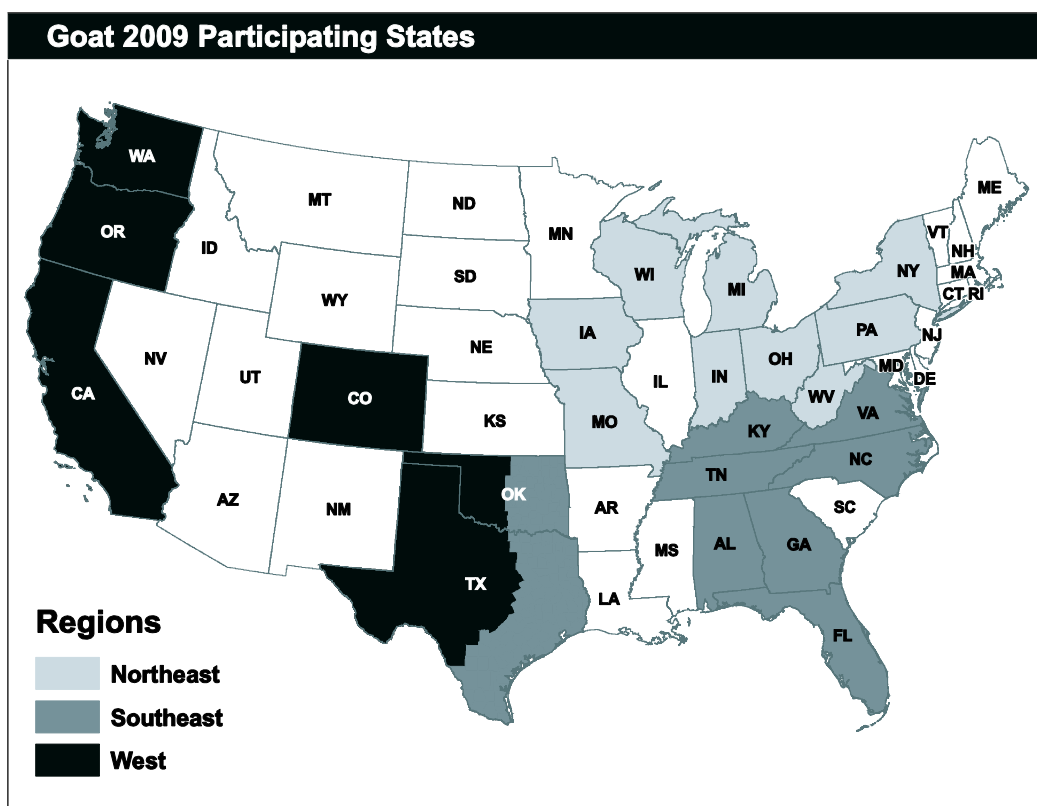 Goat 2009 Participating States
WA
OR
CA
ID
NV
MT
WY
UT
CO
AZ
NM
ND
SD
NE
KS
OK
TX
MN
IA
MO
AR
LA
WI
IL
MI
IN
OH
KY
TN
MS
AL
GA
FL
SC
NC
VA
WV
PA
NY
VT
NH
ME
MA
CT RI
NJ
MD
DE
Regions
Northeast
Southeast
West